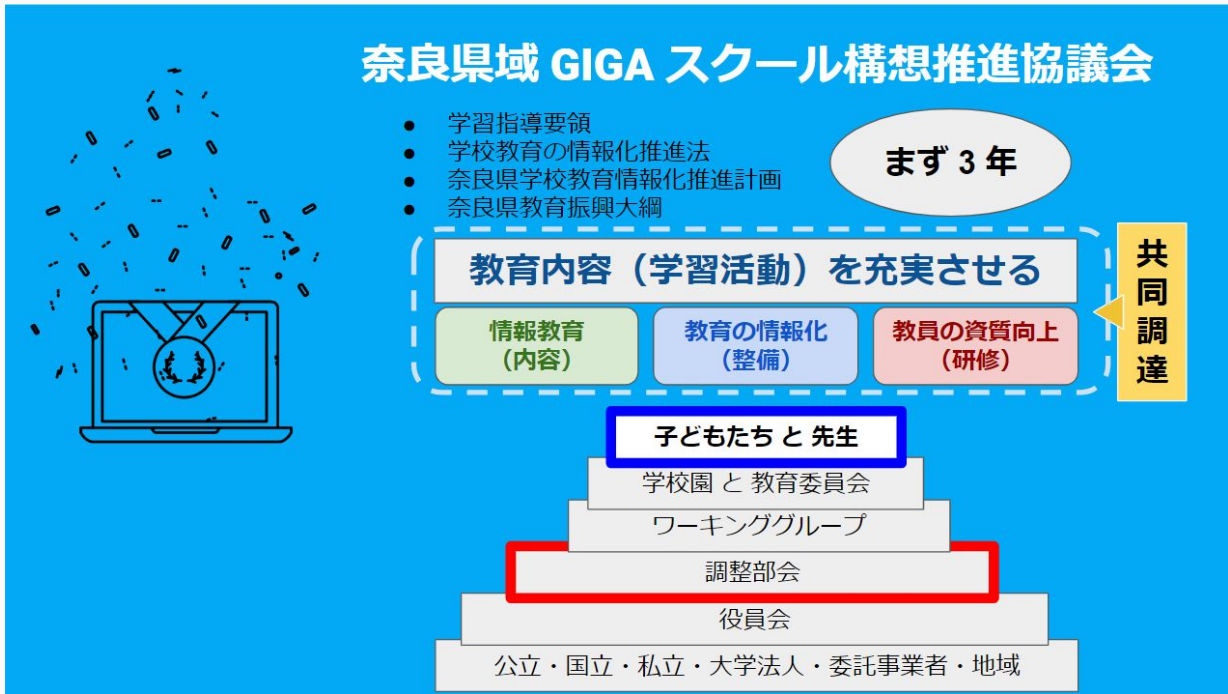 奈良県域 GIGA スクール構想推進協議会
● 学習指導要領
● 学校教育の情報化推進法
● 奈良県学校教育情報化推進計画
● 奈良県教育振興大綱
まず 3 年
教育内容（学習活動）を充実させる
情報教育
（内容）
教育の情報化
（整備）
教員の資質向上
（研修）
共同調達
子どもたち と 先生
学校園 と 教育委員会
ワーキンググループ
調整部会
役員会
公立・国立・私立・大学法人・委託事業者・地域